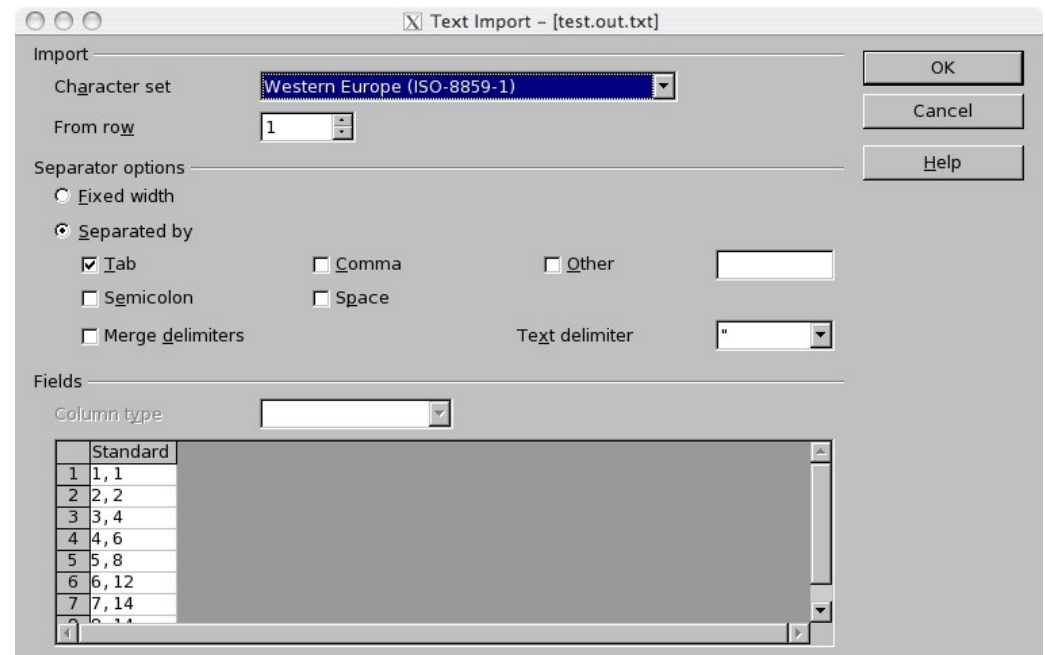 X Text Import – [test.out.txt]
Import
OK
Character set Western Europe (ISO-8859-1)
Cancel
From row 1
Separator options
Help
Fixed width
Separated by
Tab Comma Other
Semicolon Space
Merge delimiters Text delimiter "
Fields
Column type
Standard
1 1,1
2 2,2
3 3,4
4 4,6
5 5,8
6 6,12
7 7,14